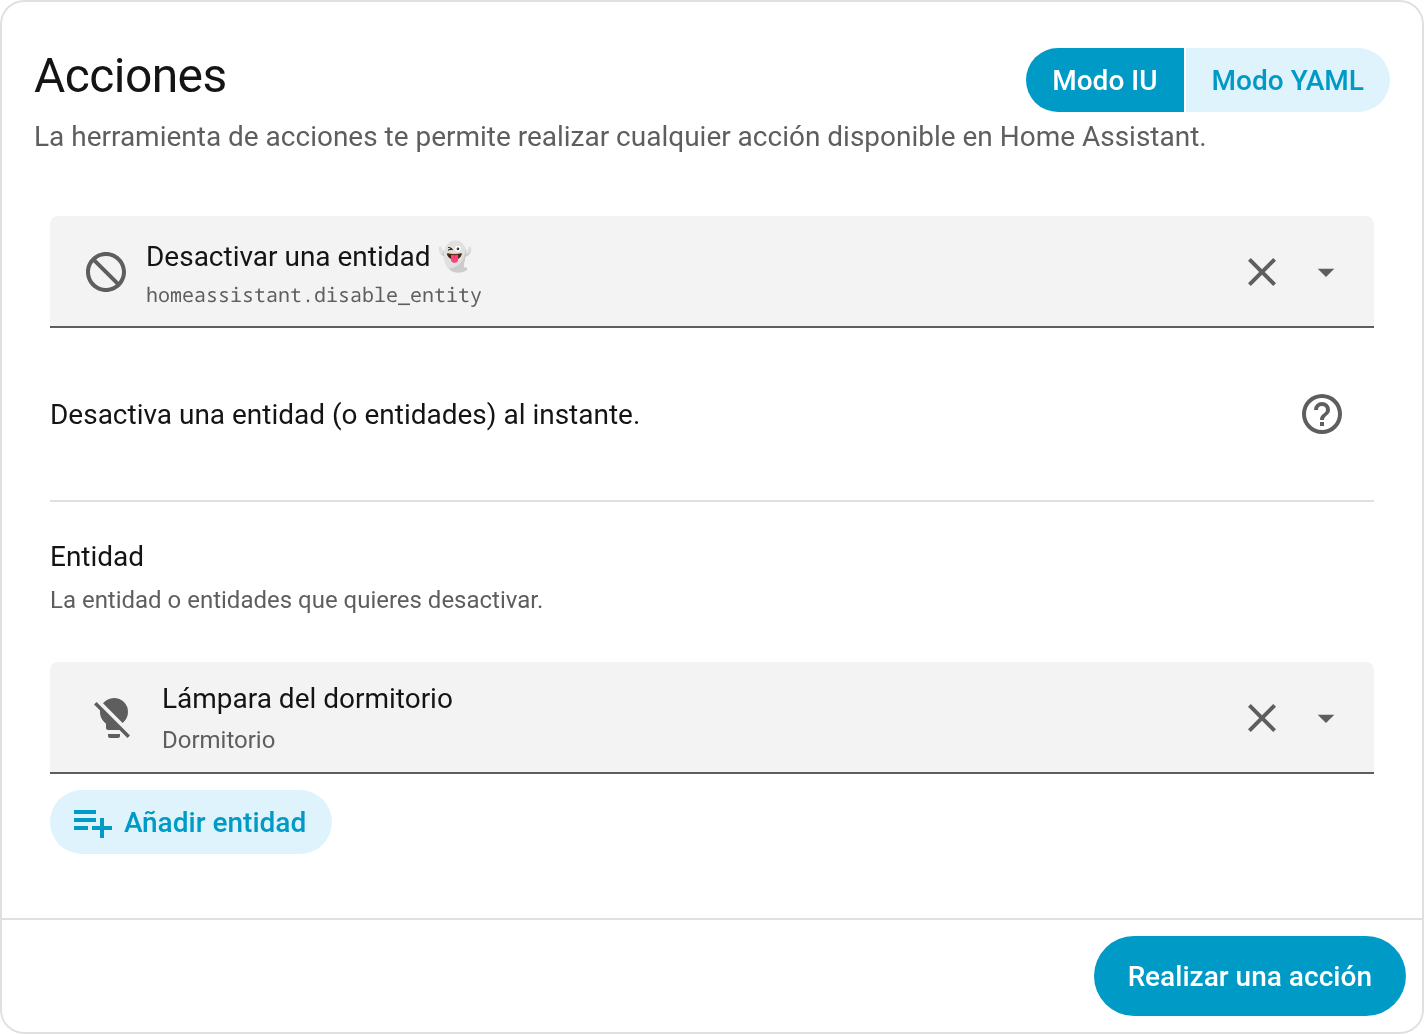 Acciones
Modo IU
Modo YAML
La herramienta de acciones te permite realizar cualquier acción disponible en Home Assistant.
Desactivar una entidad 👻
homeassistant.disable_entity
Desactiva una entidad (o entidades) al instante.
Entidad
La entidad o entidades que quieres desactivar.
Lámpara del dormitorio
Dormitorio
Añadir entidad
Realizar una acción